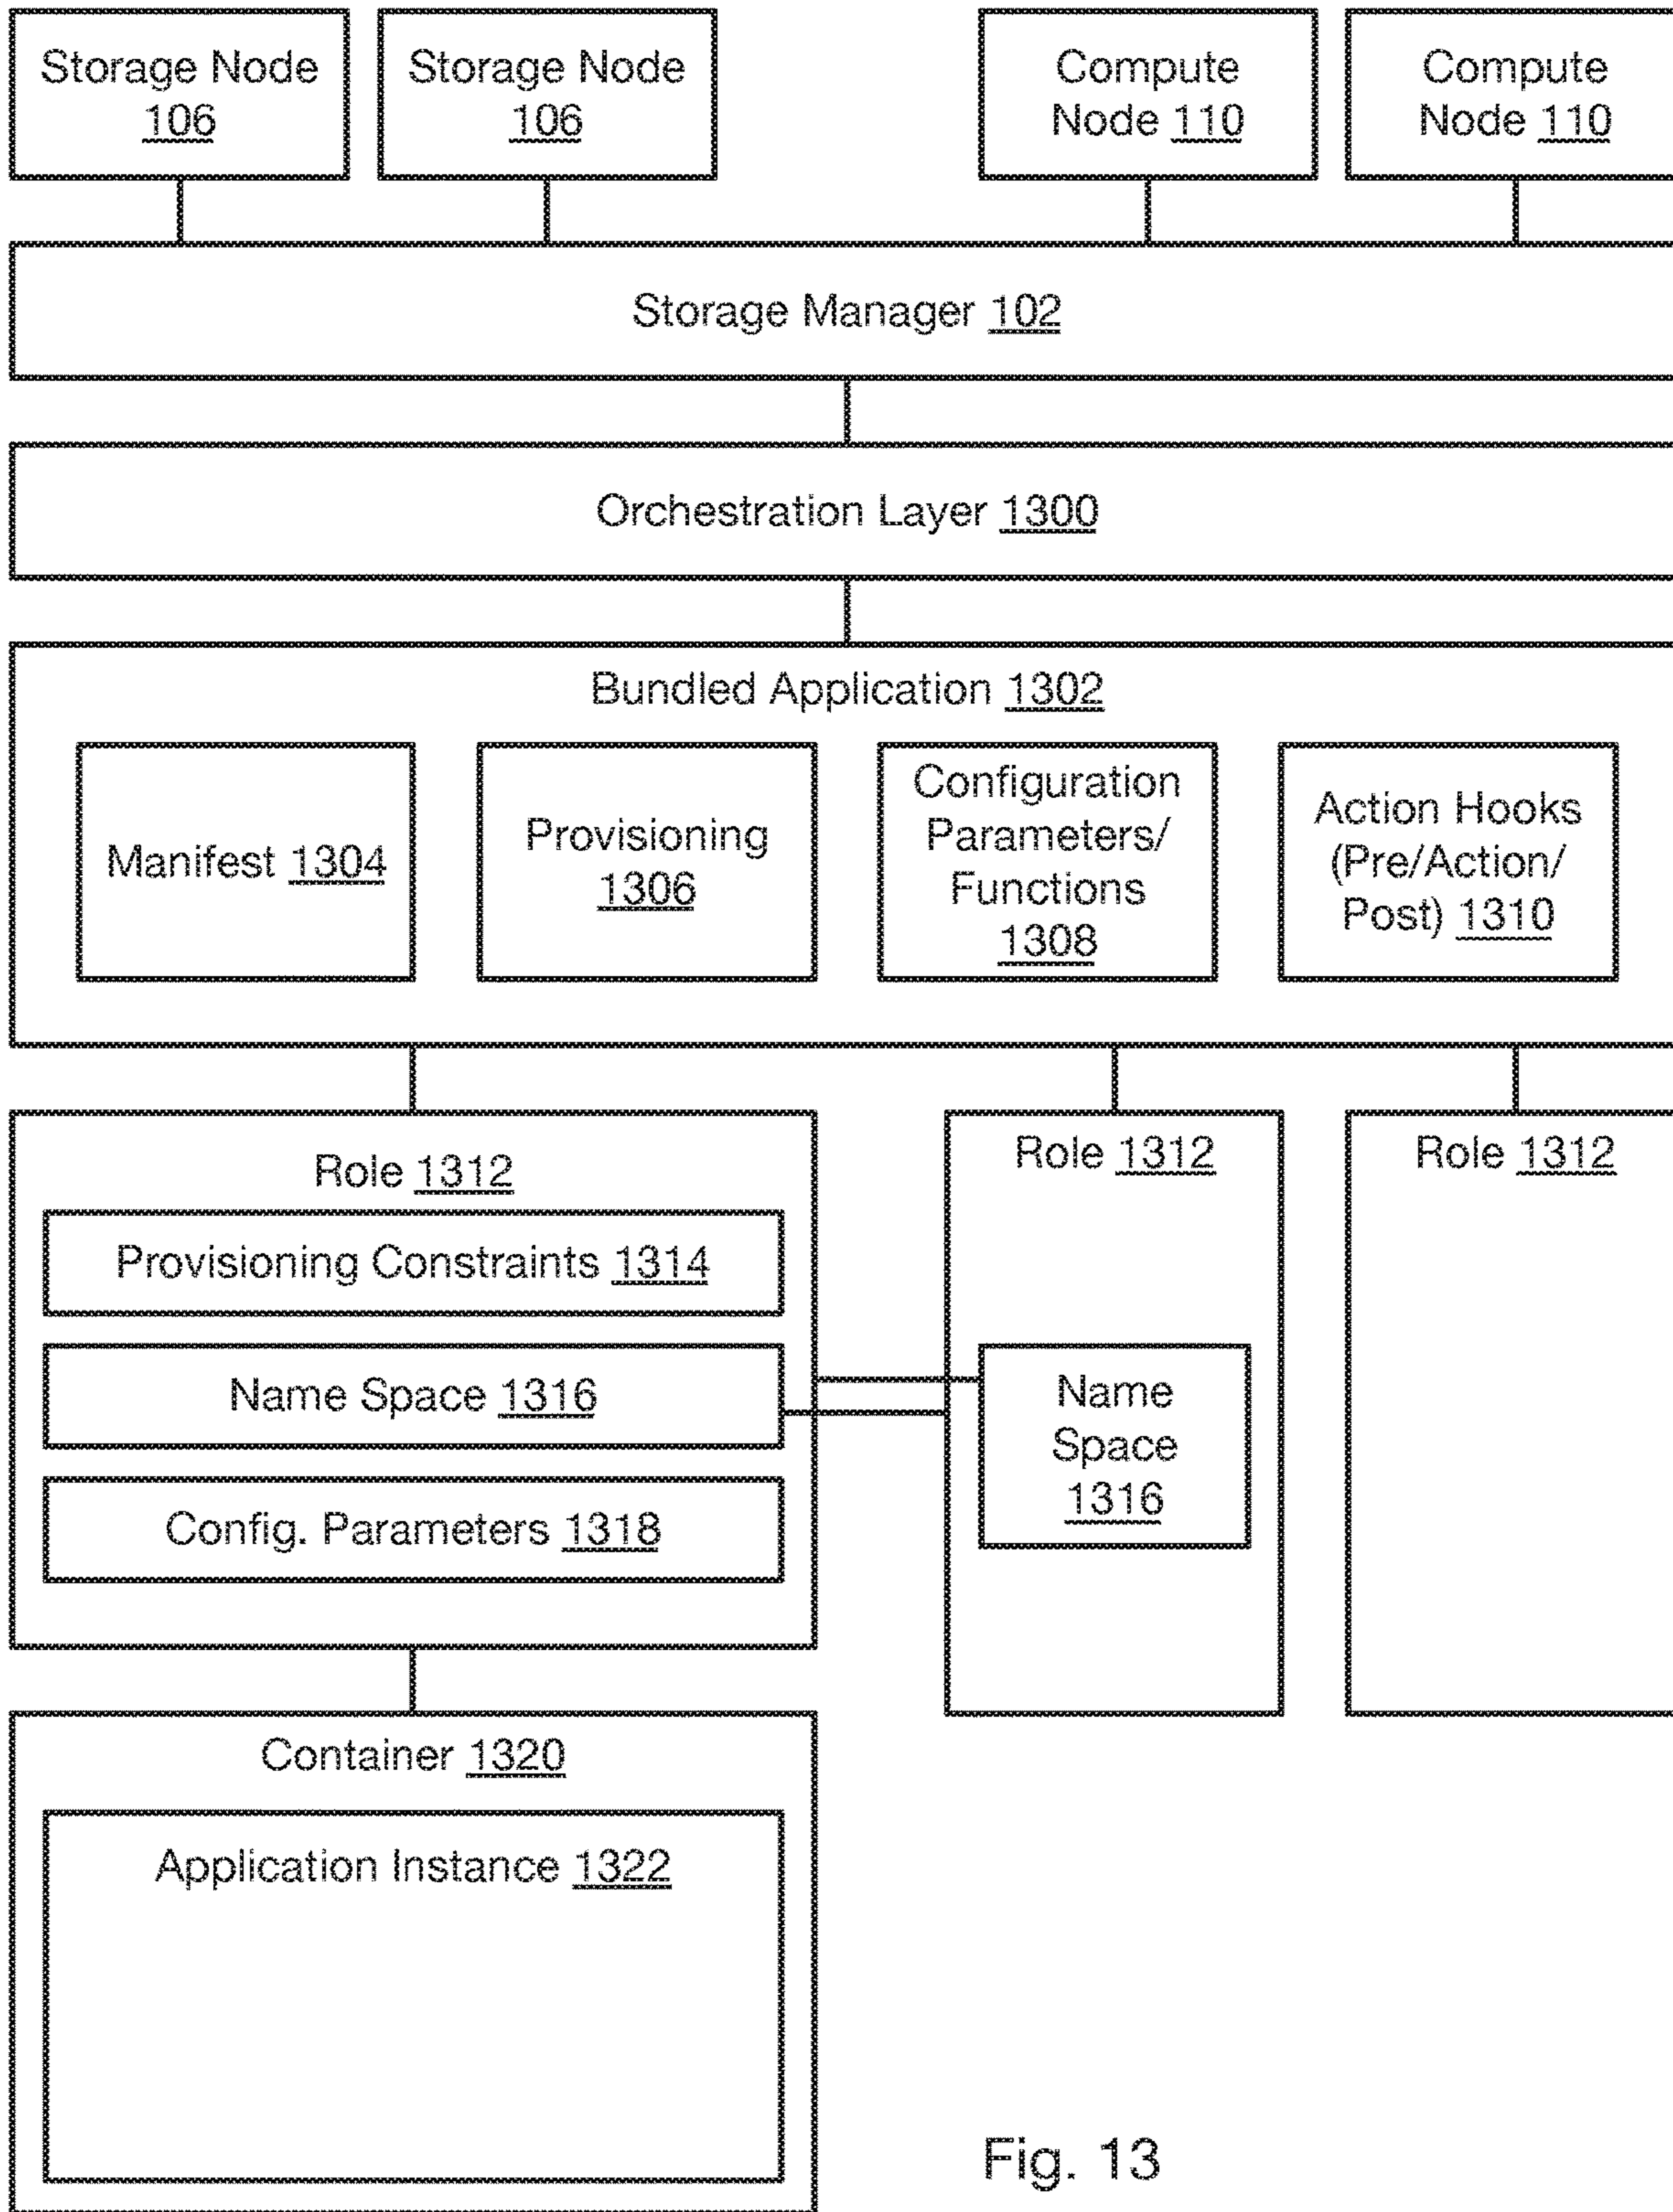 Storage Node
106
Storage Node
106
Compute
Node 110
Compute
Node 110
Storage Manager 102
Orchestration Layer 1300
Bundled Application 1302
Manifest 1304
Provisioning
1306
Configuration
Parameters/
Functions
1308
Action Hooks
(Pre/Action/
Post) 1310
Role 1312
Provisioning Constraints 1314
Name Space 1316
Config. Parameters 1318
Role 1312
Name
Space
1316
Role 1312
Container 1320
Application Instance 1322
Fig. 13